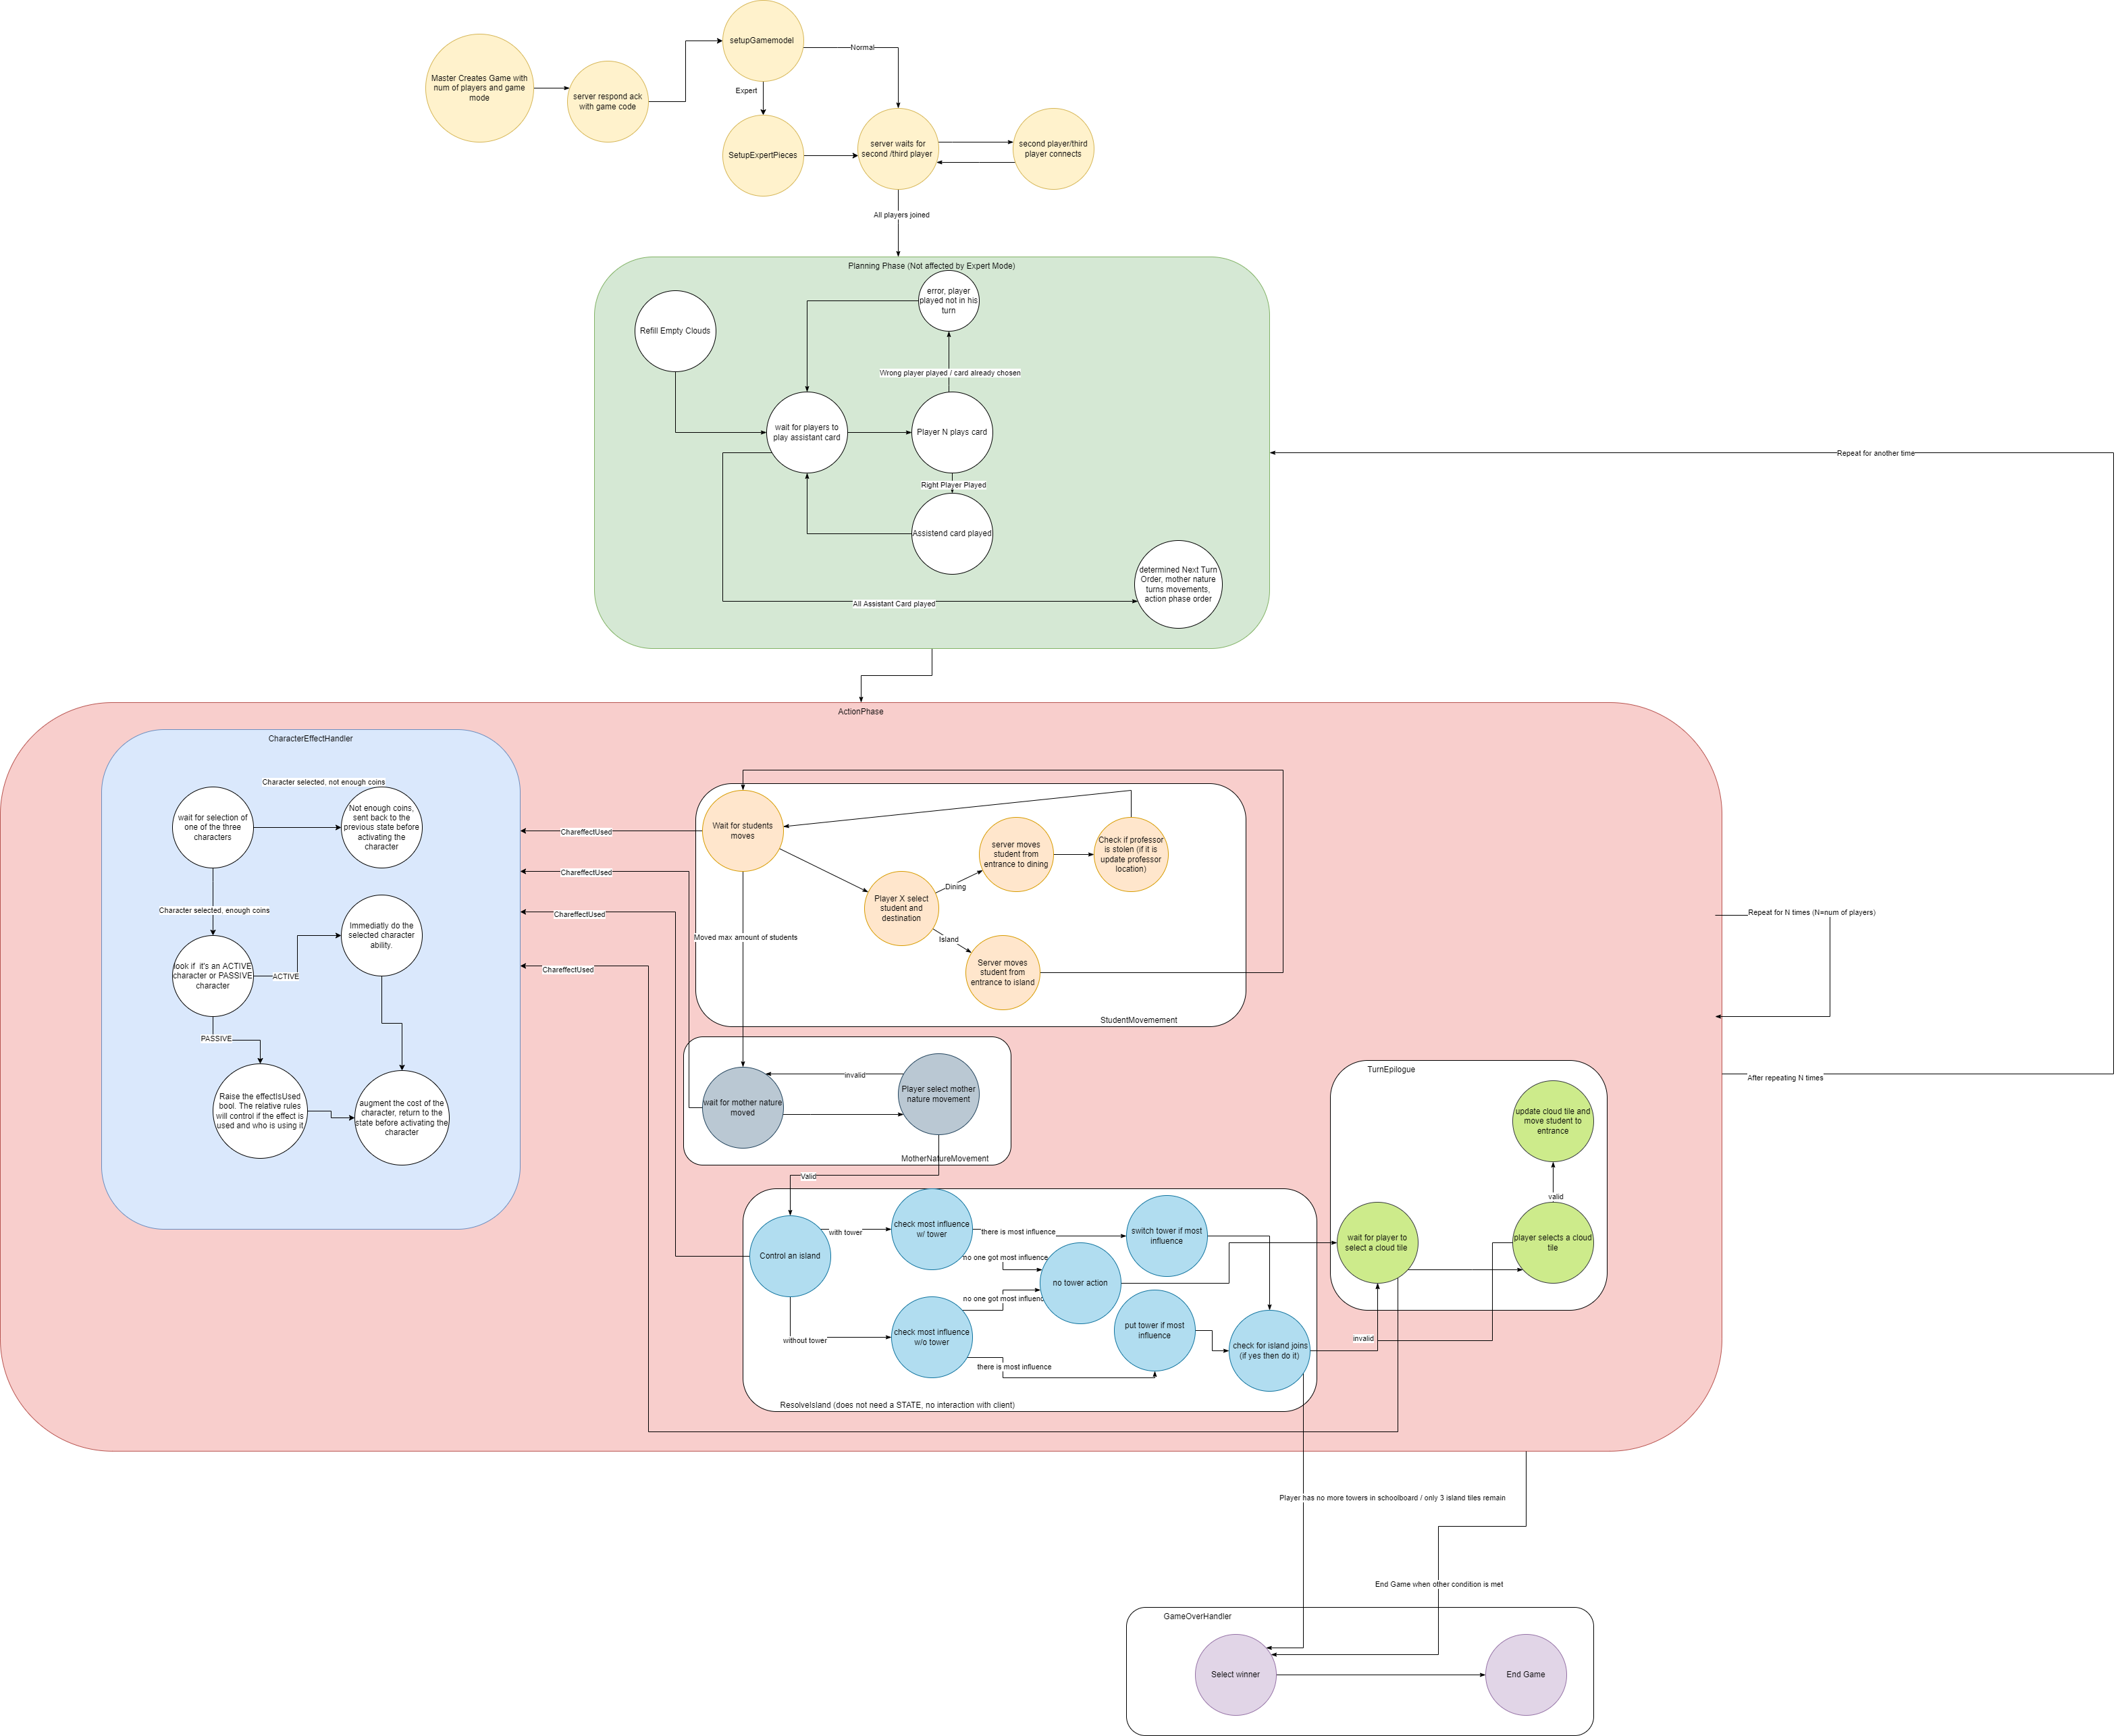 setupGamemodel
Normal
Master Creates Game with
num of players and game
mode
server respond ack
with game code
Expert
SetupExpertPieces
server waits for
second /third player
second player/third
player connects
All players joined
Planning Phase (Not affected by Expert Mode)
error, player
played not in his
turn
Refill Empty Clouds
Wrong player played / card already chosen
wait for players to
play assistant card
Player N plays card
Right Player Played
Assistend card played
determined Next Turn
Order, mother nature
turns movements,
action phase order
All Assistant Card played
Repeat for another time
ActionPhase
CharacterEffectHandler
Character selected, not enough coins
wait for selection of
one of the three
characters
Not enough coins,
sent back to the
previous state before
activating the
character
Character selected, enough coins
Immediatly do the
selected character
ability.
look if  it's an ACTIVE
character or PASSIVE
character
ACTIVE
PASSIVE
Raise the effectIsUsed
bool. The relative rules
will control if the effect is
used and who is using it
augment the cost of the
character, return to the
state before activating the
character
ChareffectUsed
ChareffectUsed
ChareffectUsed
ChareffectUsed
Wait for students
moves
server moves
student from
entrance to dining
Check if professor
is stolen (if it is
update professor
location)
Dining
Player X select
student and
destination
Island
Moved max amount of students
Server moves
student from
entrance to island
StudentMovemement
Repeat for N times (N=num of players)
After repeating N times
invalid
wait for mother nature
moved
Player select mother
nature movement
MotherNatureMovement
Valid
TurnEpilogue
update cloud tile and
move student to
entrance
valid
wait for player to
select a cloud tile
player selects a cloud
tile
invalid
Control an island
with tower
check most influence
w/ tower
there is most influence
switch tower if most
influence
no one got most influence
no tower action
no one got most influenc
without tower
check most influence
w/o tower
there is most influence
put tower if most
influence
check for island joins
(if yes then do it)
ResolveIsland (does not need a STATE, no interaction with client)
Player has no more towers in schoolboard / only 3 island tiles remain
End Game when other condition is met
GameOverHandler
Select winner
End Game